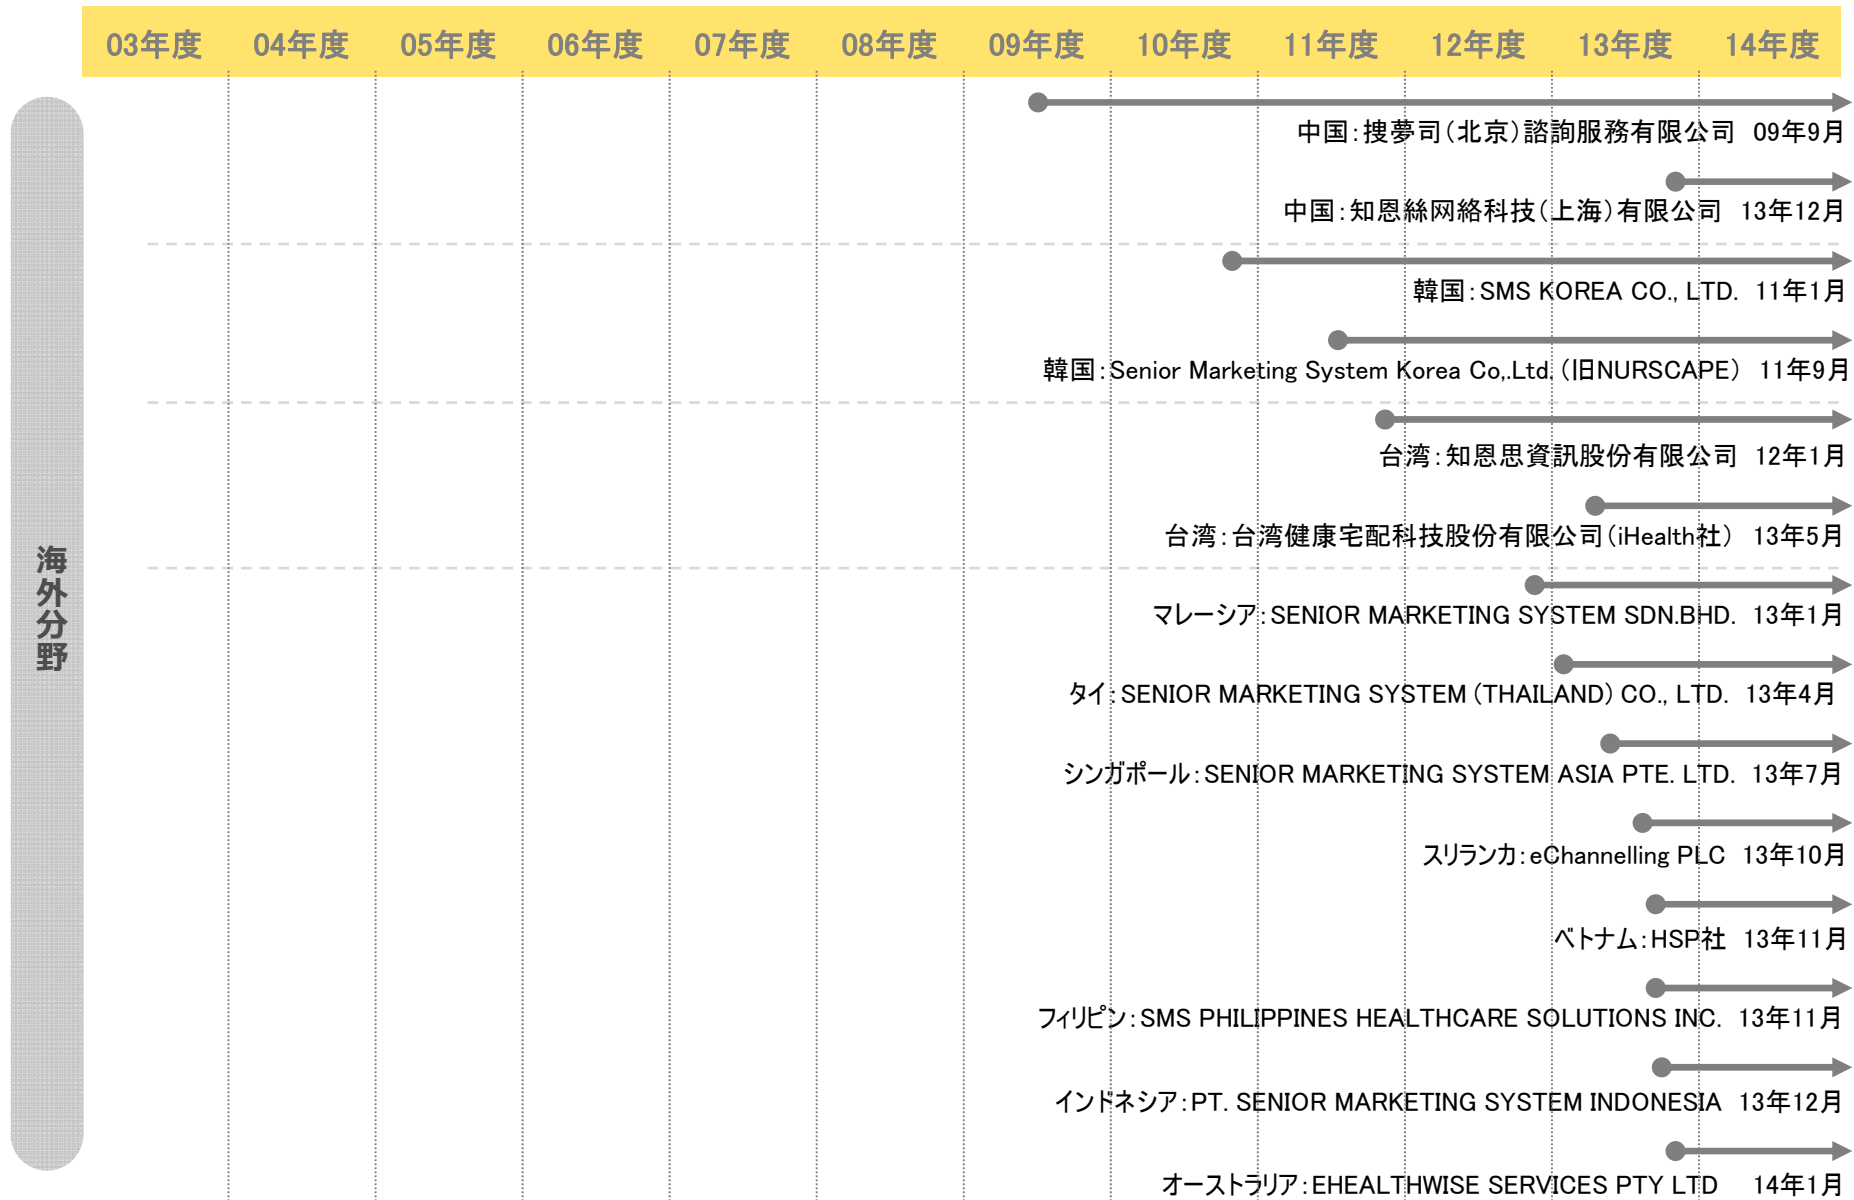 03年度 04年度 05年度 06年度 07年度 08年度 09年度 10年度 11年度 12年度 13年度 14年度
海外分野
中国：捜夢司（北京）諮詢服務有限公司 09年9月
中国：知恩絲网絡科技（上海）有限公司 13年12月
韓国：SMS KOREA CO., LTD. 11年1月
韓国：Senior Marketing System Korea Co,.Ltd.（旧NURSCAPE） 11年9月
台湾：知恩思資訊股份有限公司 12年1月
台湾：台湾健康宅配科技股份有限公司（iHealth社） 13年5月
マレーシア：SENIOR MARKETING SYSTEM SDN.BHD. 13年1月
タイ：SENIOR MARKETING SYSTEM (THAILAND) CO., LTD. 13年4月
シンガポール：SENIOR MARKETING SYSTEM ASIA PTE. LTD. 13年7月
スリランカ：eChannelling PLC 13年10月
ベトナム：HSP社 13年11月
フィリピン：SMS PHILIPPINES HEALTHCARE SOLUTIONS INC. 13年11月
インドネシア：PT. SENIOR MARKETING SYSTEM INDONESIA 13年12月
オーストラリア：EHEALTHWISE SERVICES PTY LTD 14年1月